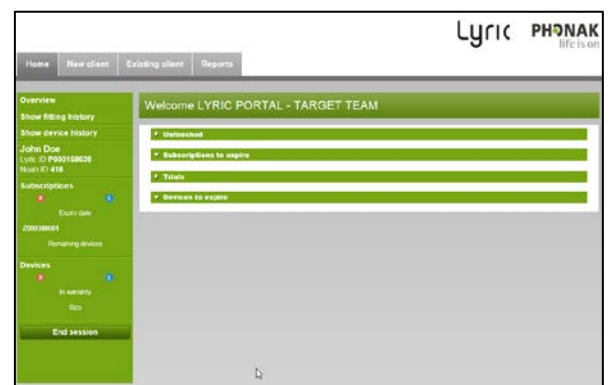 Lyric PHONAK
life is on
Home New client Existing client Reports
Overview
Show fitting history
Show device history
John Doe
Lyric ID P000158639
Noah ID 416
Subscriptions
Expiry date
Z000380001
Remaining devices
Devices
In warranty
Size
End session
Welcome LYRIC PORTAL - TARGET TEAM
Unfinished
Subscriptions to expire
Trials
Devices to expire